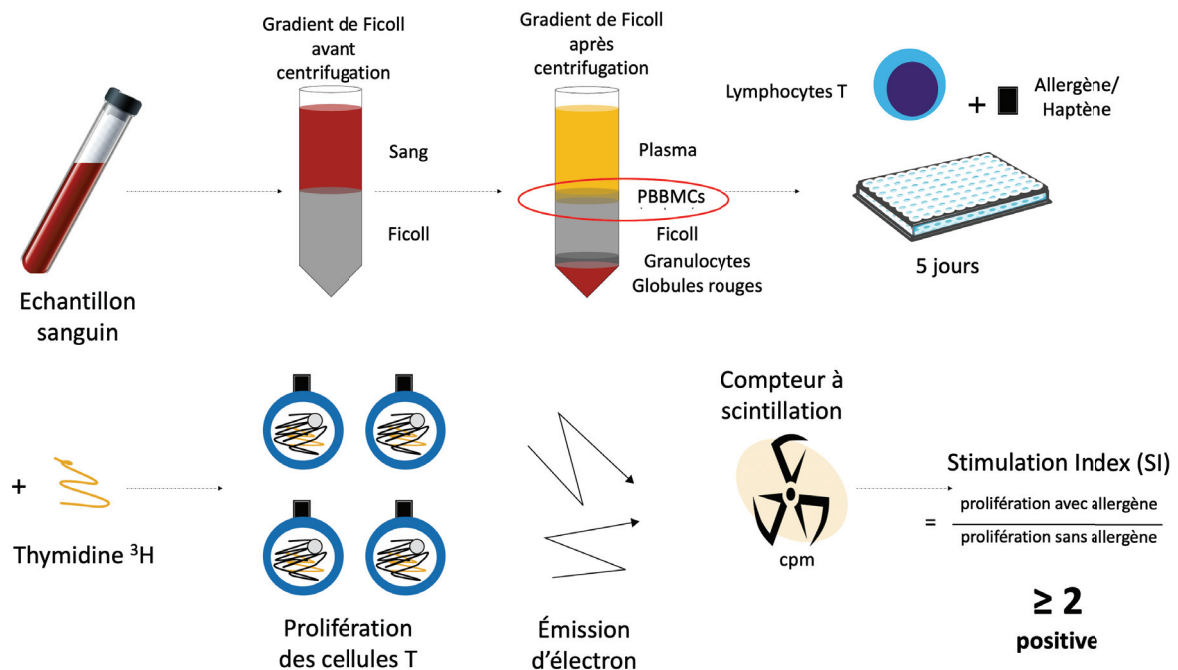 Gradient de Ficoll
avant
centrifugation
Gradient de Ficoll
après
centrifugation
Lymphocytes T
+
Allergène/
Haptène
Sang
Ficoll
Plasma
PBBMCs
Ficoll
Granulocytes
Globules rouges
5 jours
Echantillon
sanguin
+
Thymidine ³H
Prolifération
des cellules T
Émission
d'électron
Compteur à
scintillation
cpm
Stimulation Index (SI)
=
prolifération avec allergène
prolifération sans allergène
≥ 2
positive